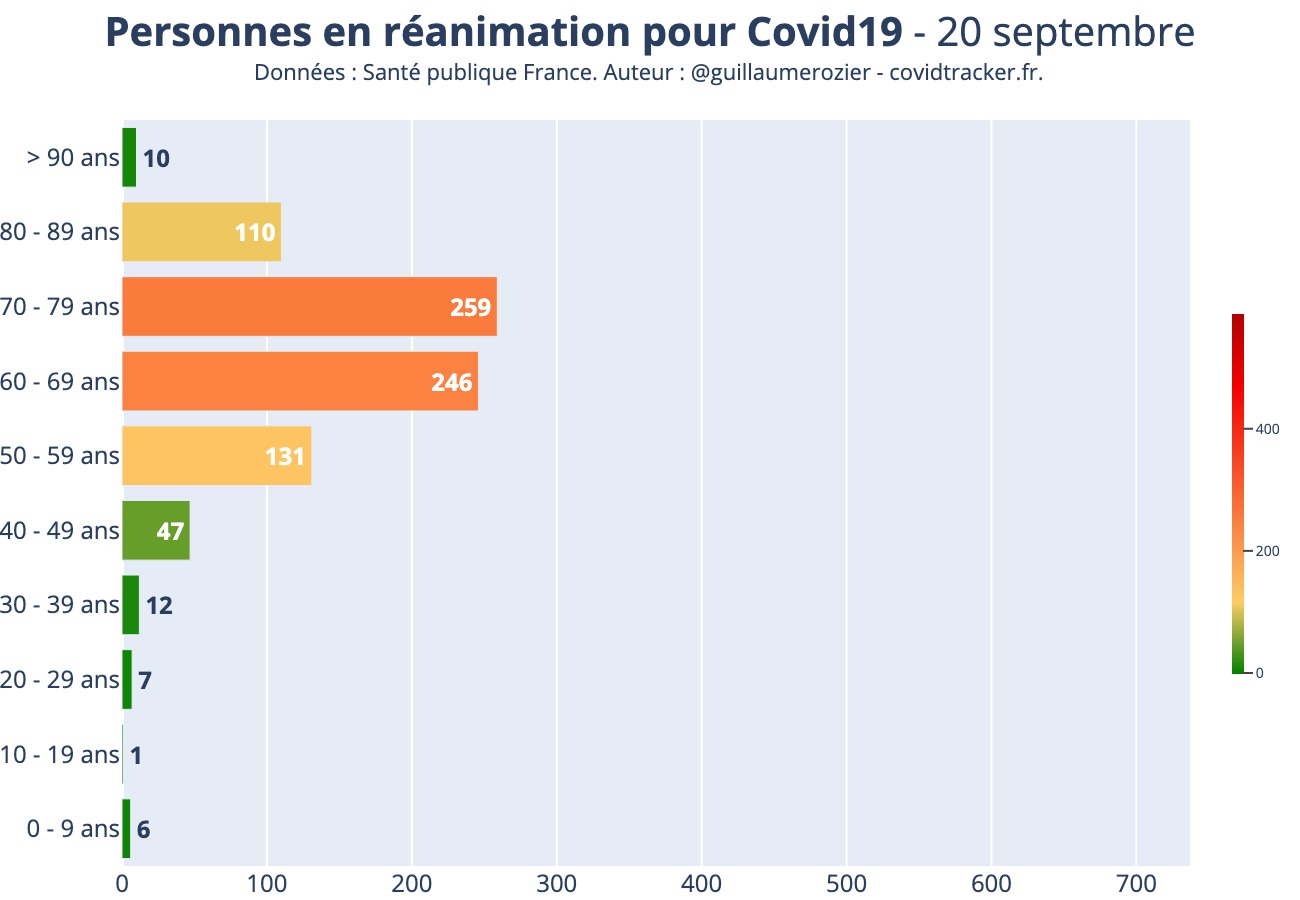 Personnes en réanimation pour Covid19 - 20 septembre
Données : Santé publique France. Auteur : @guillaumerozier - covidtracker.fr.
> 90 ans 10
80 - 89 ans 110
70 - 79 ans 259
60 - 69 ans 246
50 - 59 ans 131
40 - 49 ans 47
30 - 39 ans 12
20 - 29 ans 7
10 - 19 ans 1
0 - 9 ans 6
0 100 200 300 400 500 600 700
400
200
0